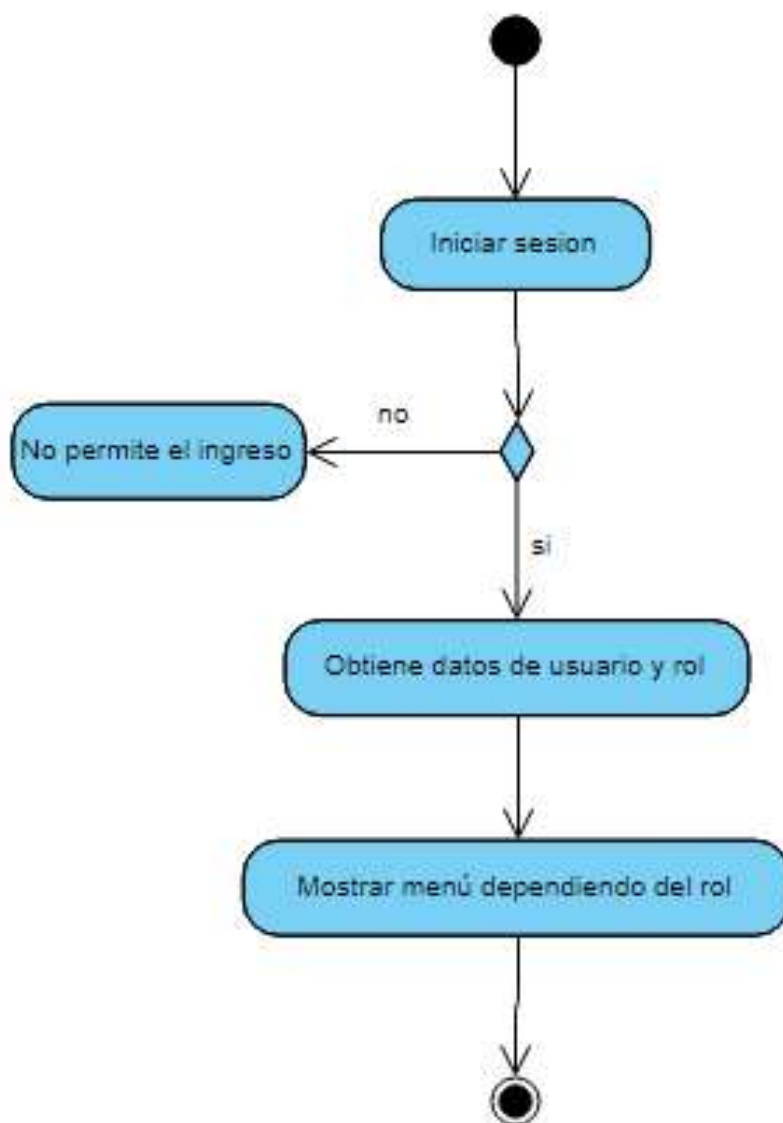 Iniciar sesion
no
No permite el ingreso
si
Obtiene datos de usuario y rol
Mostrar menú dependiendo del rol